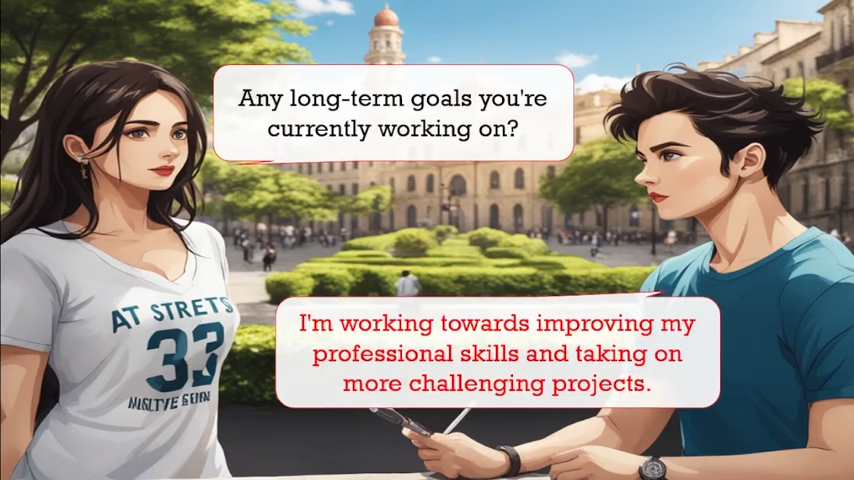 Any long-term goals you're
currently working on?
AT STRETS
33
I'm working towards improving my
professional skills and taking on
more challenging projects.